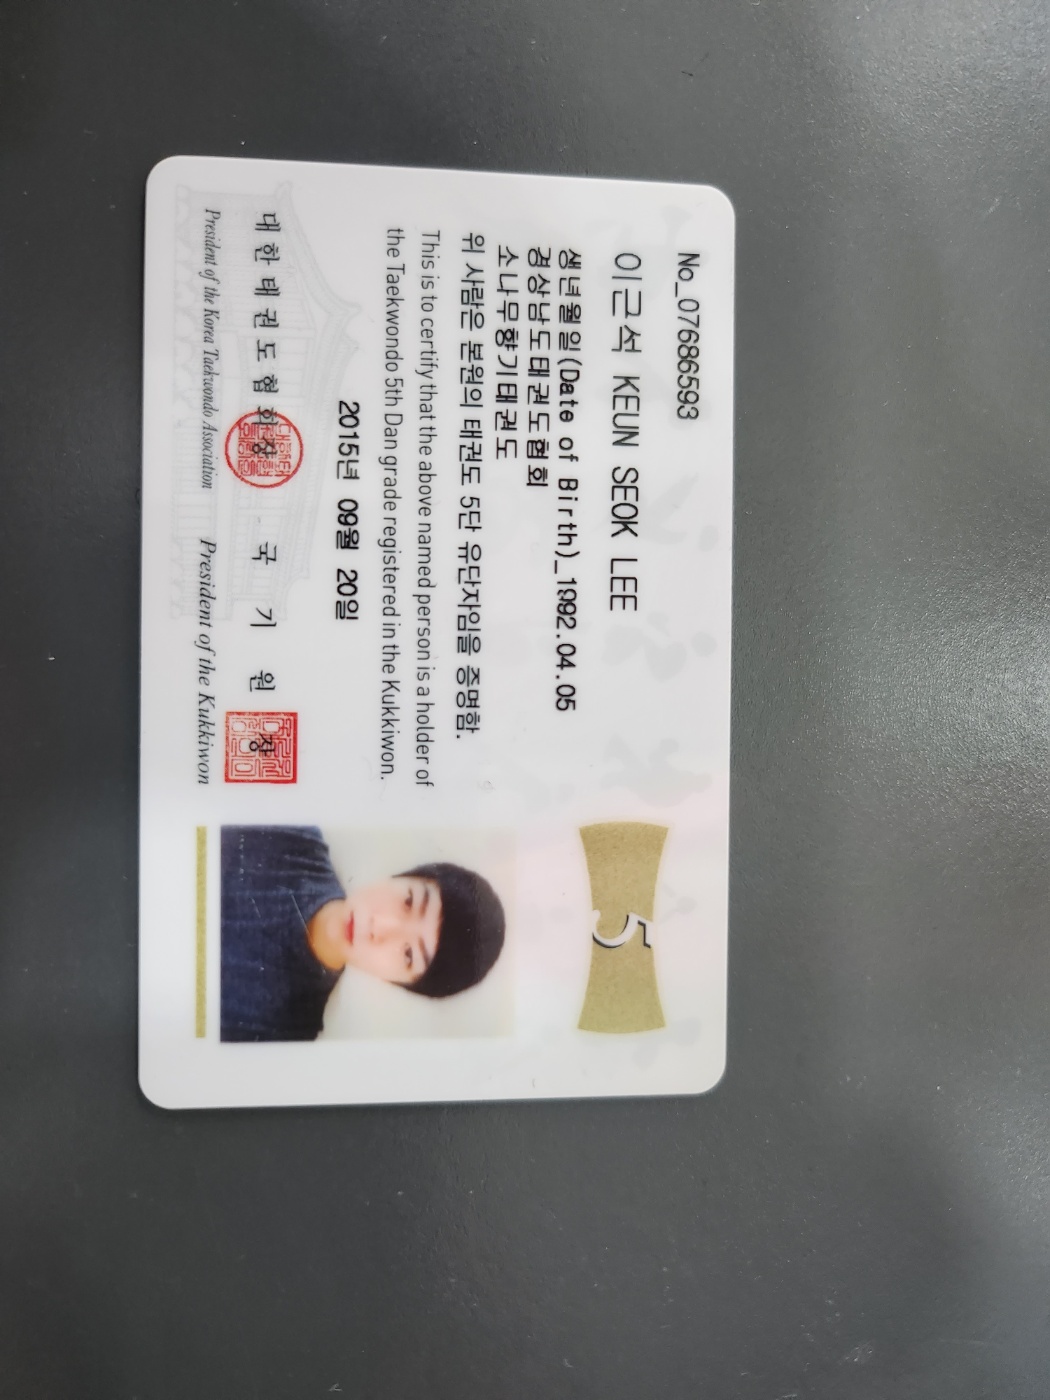 No_07686593
이근석 KEUN SEOK LEE
생년월일(Date of Birth)_1992.04.05
경상남도태권도협회
소나무향기태권도
위 사람은 본원의 태권도 5단 유단자임을 증명함.
This is to certify that the above named person is a holder of
the Taekwondo 5th Dan grade registered in the Kukkiwon.
2015년 09월 20일
대한태권도협회장
President of the Korea Taekwondo Association
국기원장
President of the Kukkiwon
5